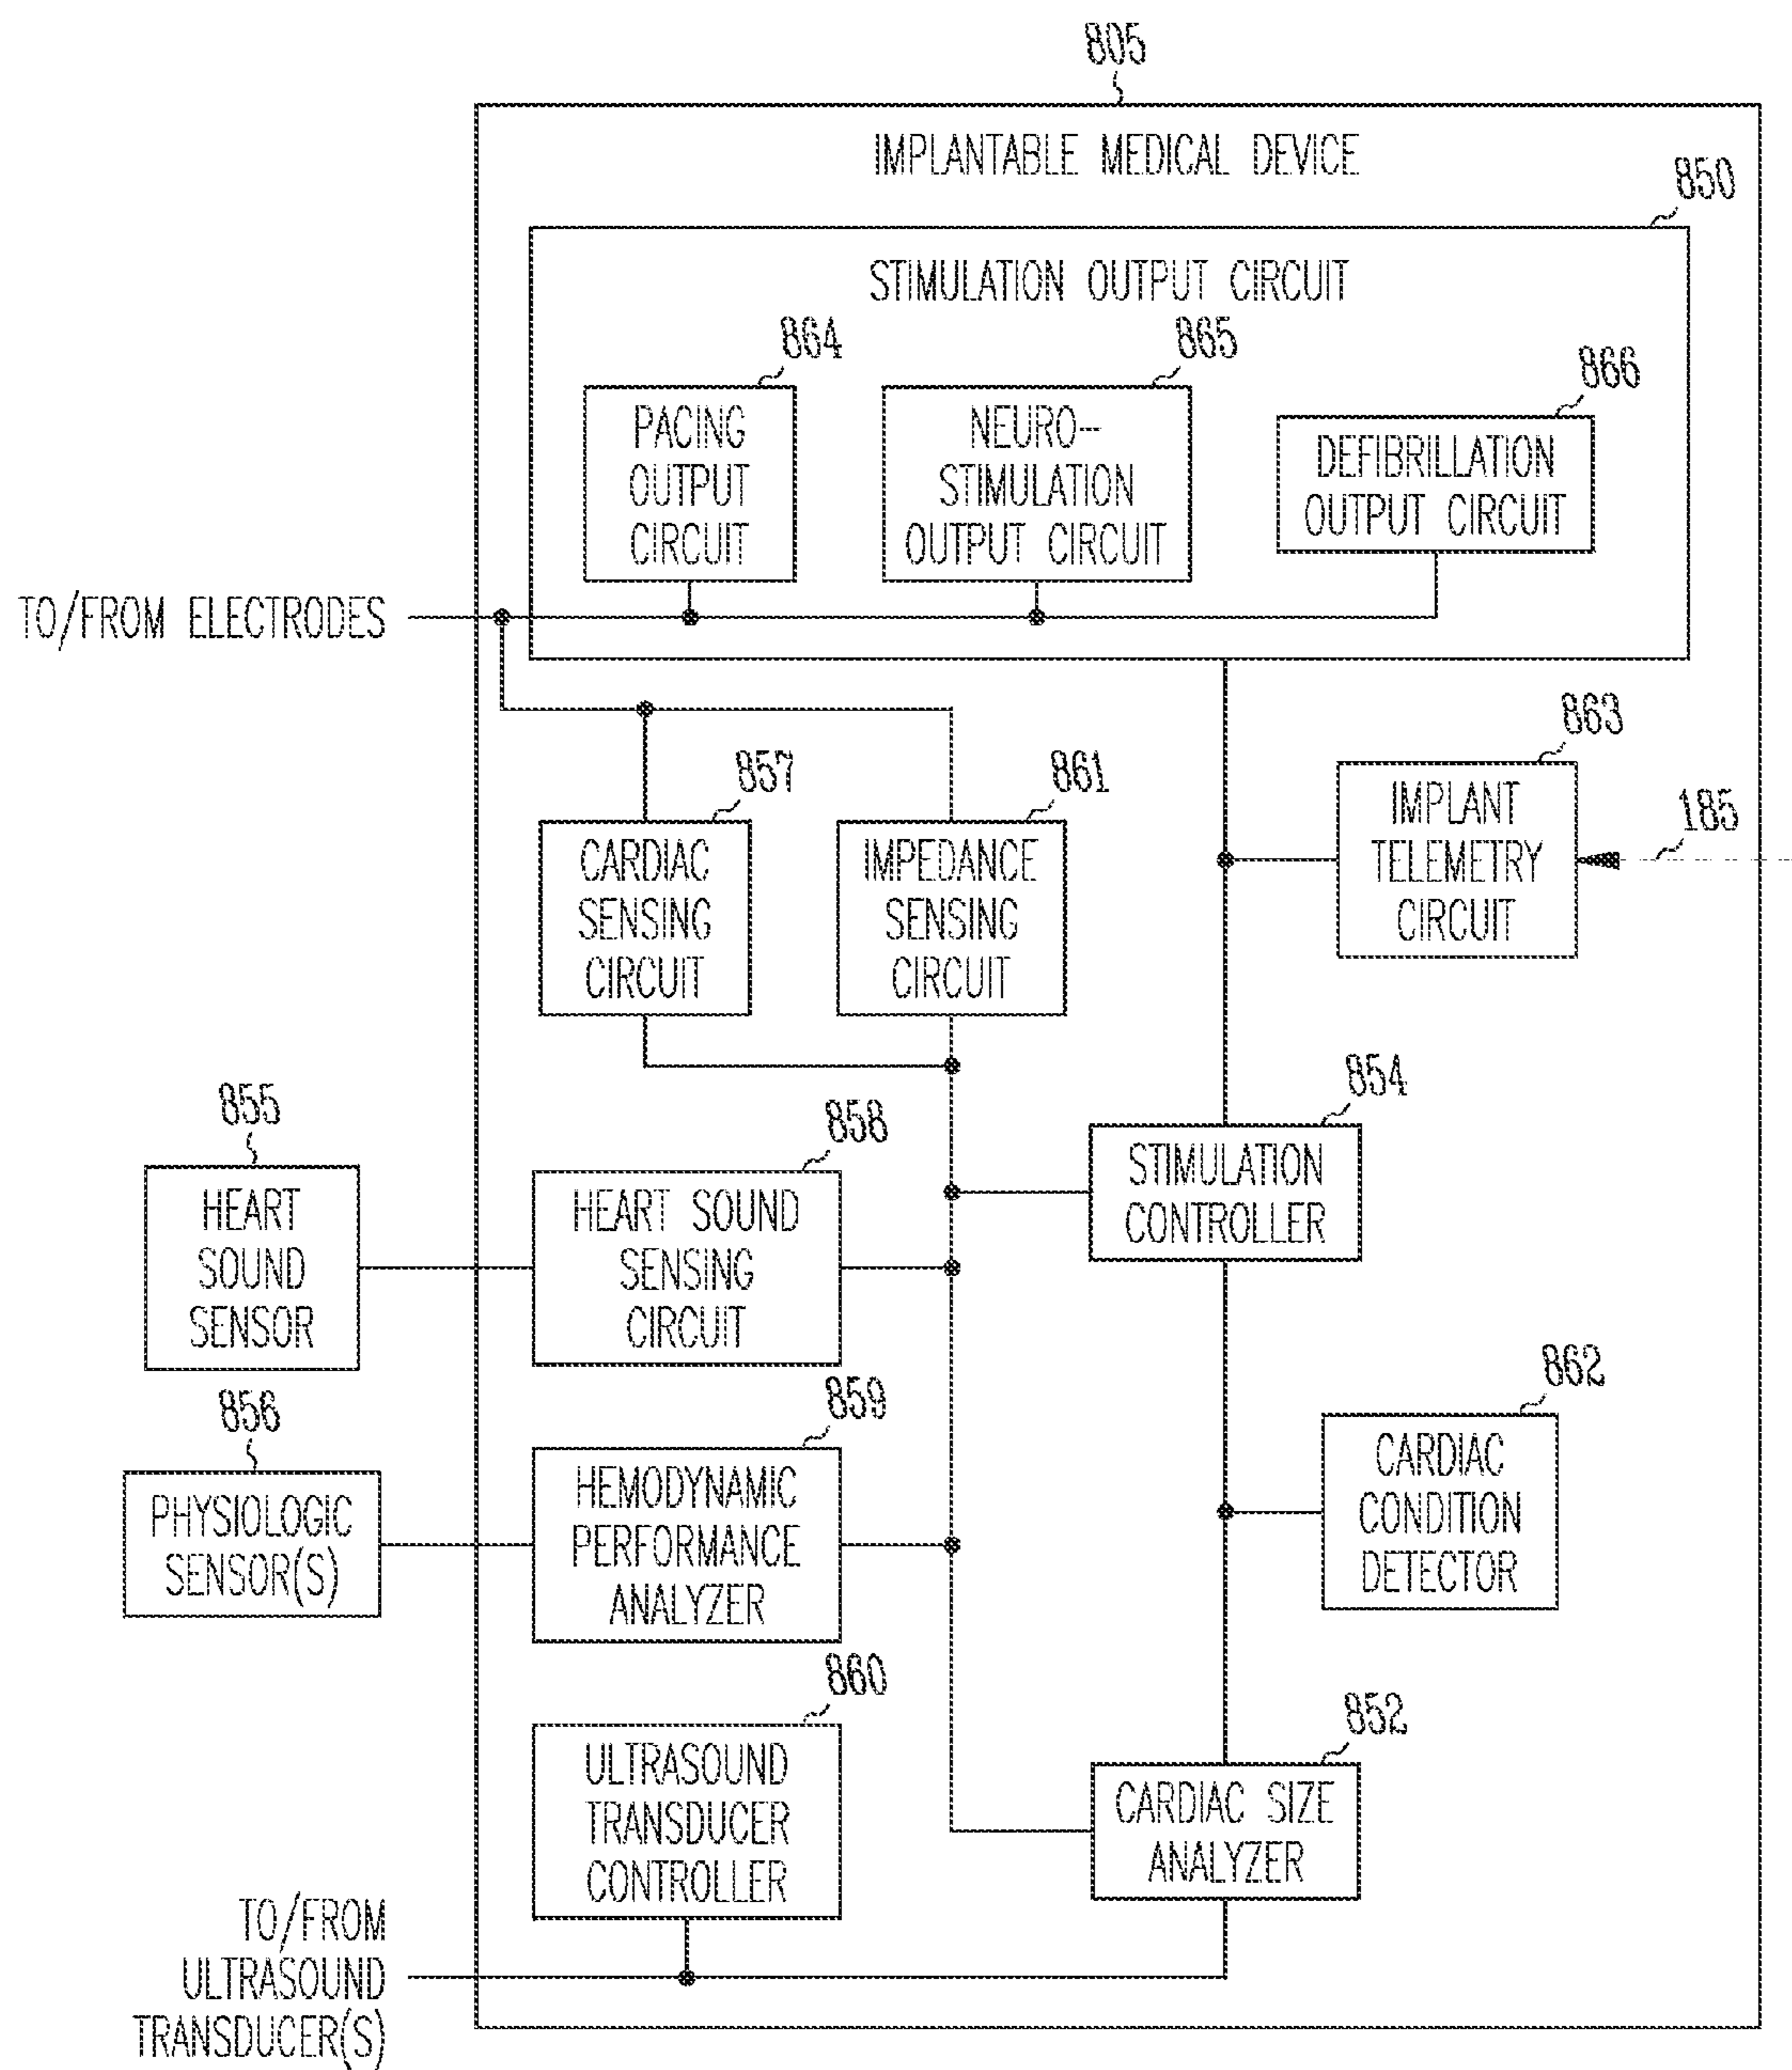 805
IMPLANTABLE MEDICAL DEVICE
850
STIMULATION OUTPUT CIRCUIT
864
PACING
OUTPUT
CIRCUIT
865
NEURO-
STIMULATION
OUTPUT CIRCUIT
866
DEFIBRILLATION
OUTPUT CIRCUIT
TO/FROM ELECTRODES
857
CARDIAC
SENSING
CIRCUIT
861
IMPEDANCE
SENSING
CIRCUIT
863
IMPLANT
TELEMETRY
CIRCUIT
185
855
HEART
SOUND
SENSOR
858
HEART SOUND
SENSING
CIRCUIT
854
STIMULATION
CONTROLLER
856
PHYSIOLOGIC
SENSOR(S)
859
HEMODYNAMIC
PERFORMANCE
ANALYZER
862
CARDIAC
CONDITION
DETECTOR
860
ULTRASOUND
TRANSDUCER
CONTROLLER
852
CARDIAC SIZE
ANALYZER
TO/FROM
ULTRASOUND
TRANSDUCER(S)